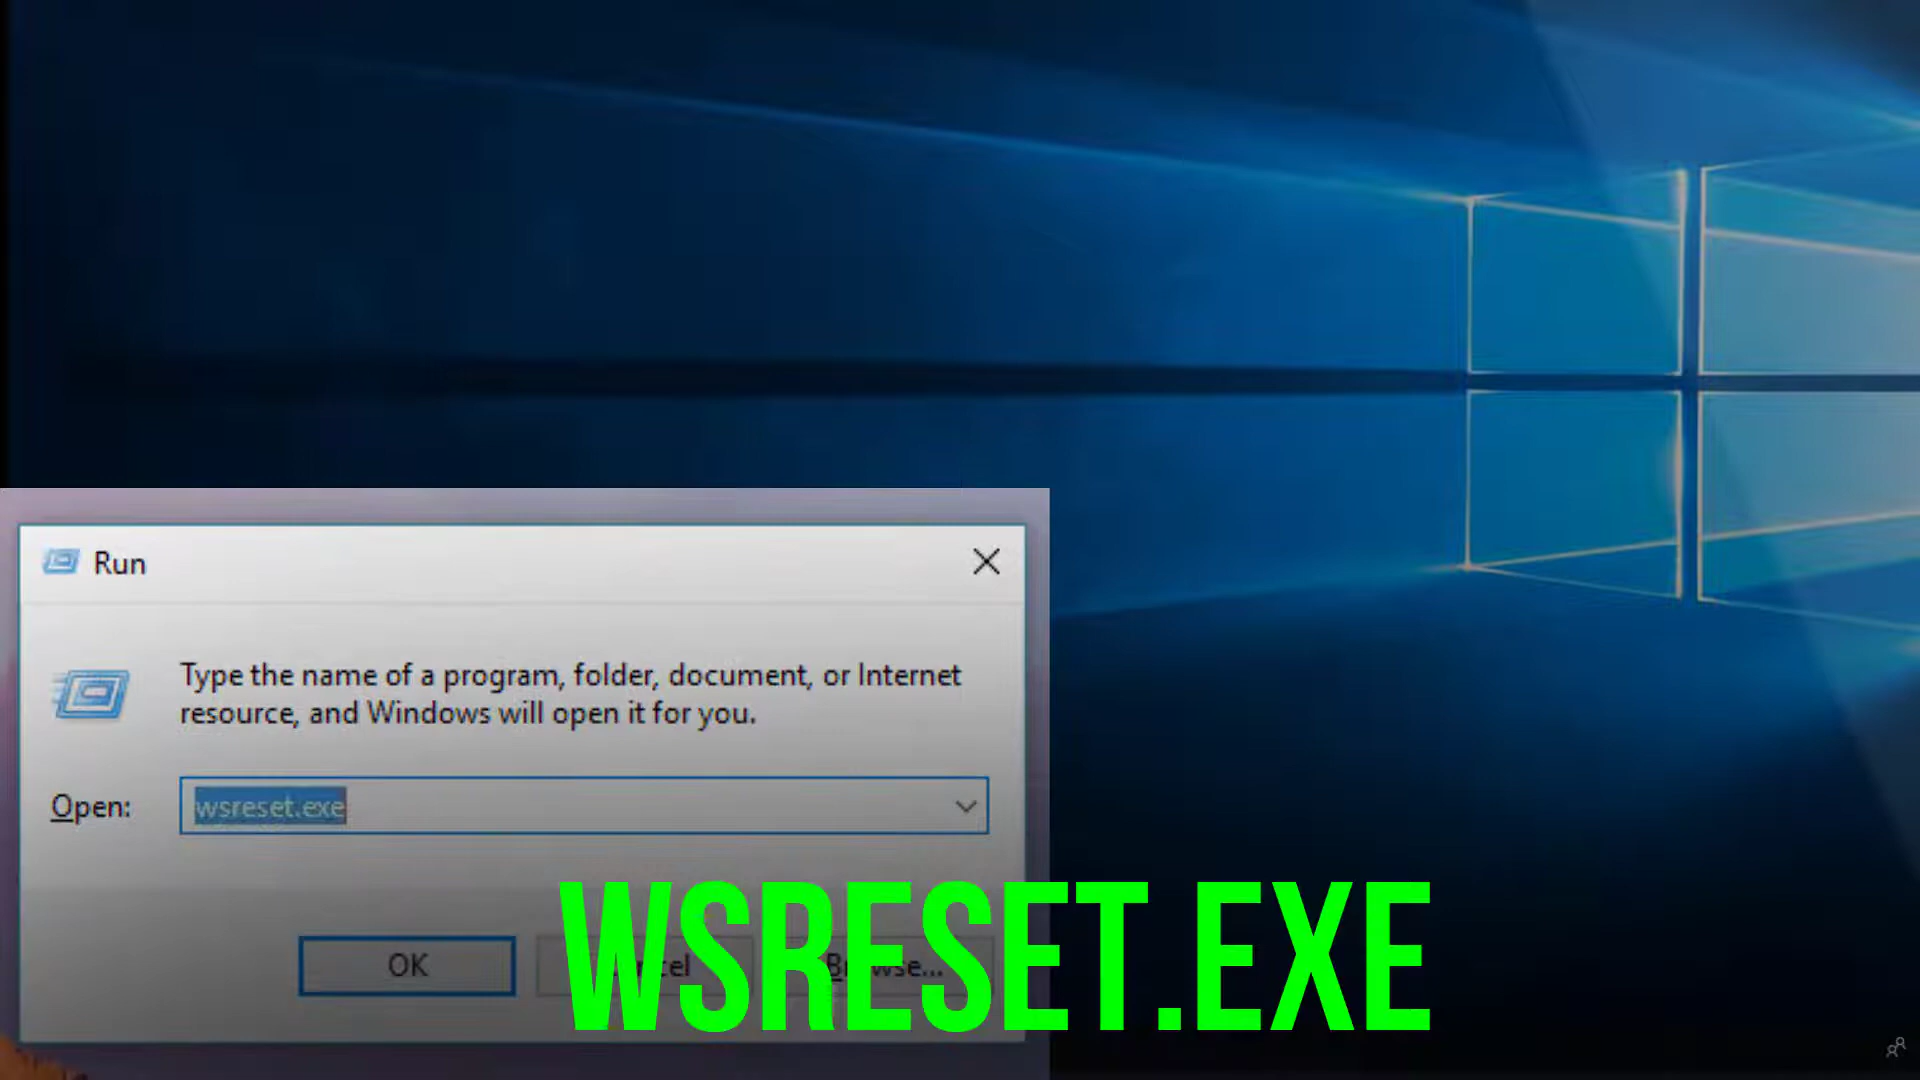 Run
Type the name of a program, folder, document, or Internet
resource, and Windows will open it for you.
Open:
wsreset.exe
OK
Browse...
WSRESET.EXE